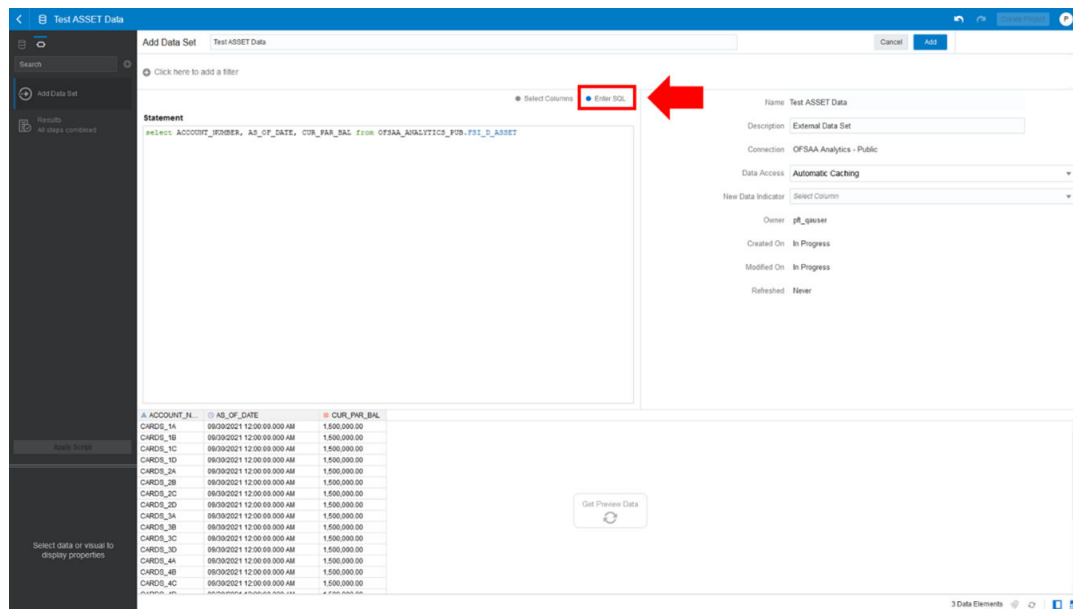 Test ASSET Data
Create Project
P
Search
Add Data Set
Results
All steps combined
Apply Script
Select data or visual to
display properties
Add Data Set Test ASSET Data
Cancel Add
Click here to add a filter
Select Columns Enter SQL
Statement
select ACCOUNT_NUMBER, AS_OF_DATE, CUR_PAR_BAL from OFSAA_ANALYTICS_PUB.FSI_D_ASSET
Name Test ASSET Data
Description External Data Set
Connection OFSAA Analytics - Public
Data Access Automatic Caching
New Data Indicator Select Column
Owner pft_qauser
Created On In Progress
Modified On In Progress
Refreshed Never
ACCOUNT_N... AS_OF_DATE CUR_PAR_BAL
CARDS_1A 09/30/2021 12:00:00.000 AM 1,500,000.00
CARDS_1B 09/30/2021 12:00:00.000 AM 1,500,000.00
CARDS_1C 09/30/2021 12:00:00.000 AM 1,500,000.00
CARDS_1D 09/30/2021 12:00:00.000 AM 1,500,000.00
CARDS_2A 09/30/2021 12:00:00.000 AM 1,500,000.00
CARDS_2B 09/30/2021 12:00:00.000 AM 1,500,000.00
CARDS_2C 09/30/2021 12:00:00.000 AM 1,500,000.00
CARDS_2D 09/30/2021 12:00:00.000 AM 1,500,000.00
CARDS_3A 09/30/2021 12:00:00.000 AM 1,500,000.00
CARDS_3B 09/30/2021 12:00:00.000 AM 1,500,000.00
CARDS_3C 09/30/2021 12:00:00.000 AM 1,500,000.00
CARDS_3D 09/30/2021 12:00:00.000 AM 1,500,000.00
CARDS_4A 09/30/2021 12:00:00.000 AM 1,500,000.00
CARDS_4B 09/30/2021 12:00:00.000 AM 1,500,000.00
CARDS_4C 09/30/2021 12:00:00.000 AM 1,500,000.00
Get Preview Data
3 Data Elements